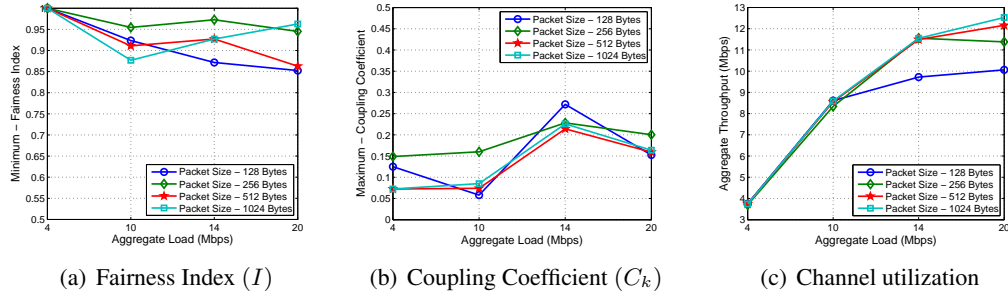 1
0.95
0.9
0.85
0.8
0.75
0.7
0.65
0.6
0.55
0.5
Minimum − Fairness Index
Packet Size − 128 Bytes
Packet Size − 256 Bytes
Packet Size − 512 Bytes
Packet Size − 1024 Bytes
4 10 14 20
Aggregate Load (Mbps)
(a) Fairness Index (I)
0.5
0.45
0.4
0.35
0.3
0.25
0.2
0.15
0.1
0.05
0
Maximum − Coupling Coefficient
Packet Size − 128 Bytes
Packet Size − 256 Bytes
Packet Size − 512 Bytes
Packet Size − 1024 Bytes
4 10 14 20
Aggregate Load (Mbps)
(b) Coupling Coefficient (Ck)
13
12
11
10
9
8
7
6
5
4
3
Aggregate Throughput (Mbps)
Packet Size − 128 Bytes
Packet Size − 256 Bytes
Packet Size − 512 Bytes
Packet Size − 1024 Bytes
4 10 14 20
Aggregate Load (Mbps)
(c) Channel utilization